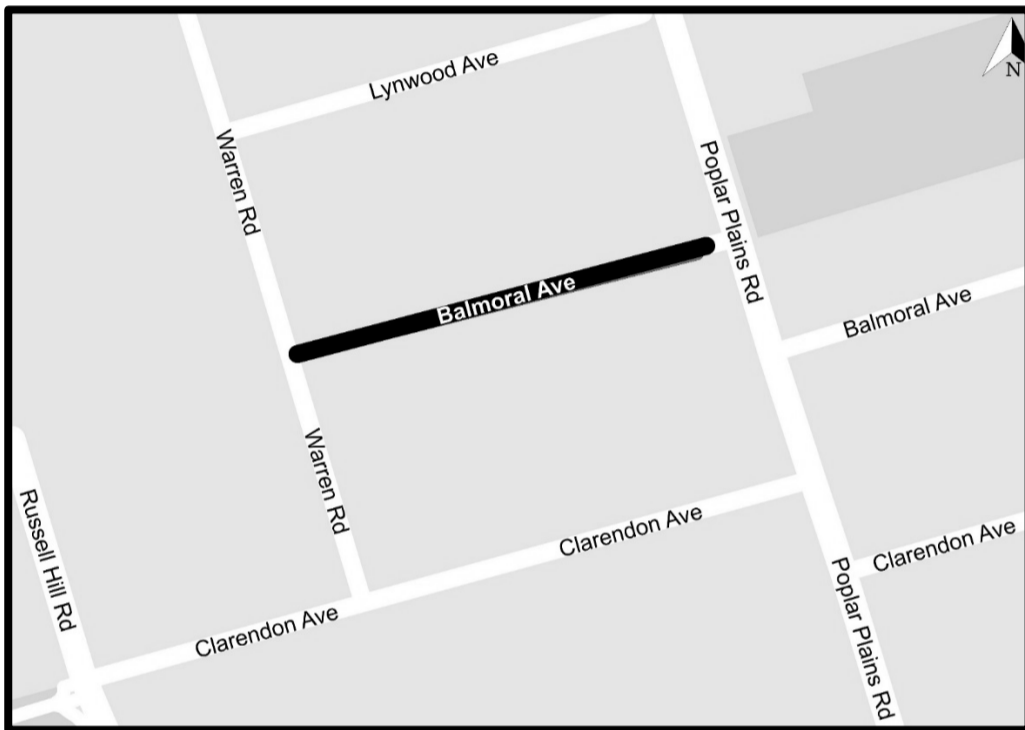 Lynwood Ave
N
Warren Rd
Poplar Plains Rd
Balmoral Ave
Balmoral Ave
Warren Rd
Russell Hill Rd
Clarendon Ave
Clarendon Ave
Clarendon Ave
Poplar Plains Rd